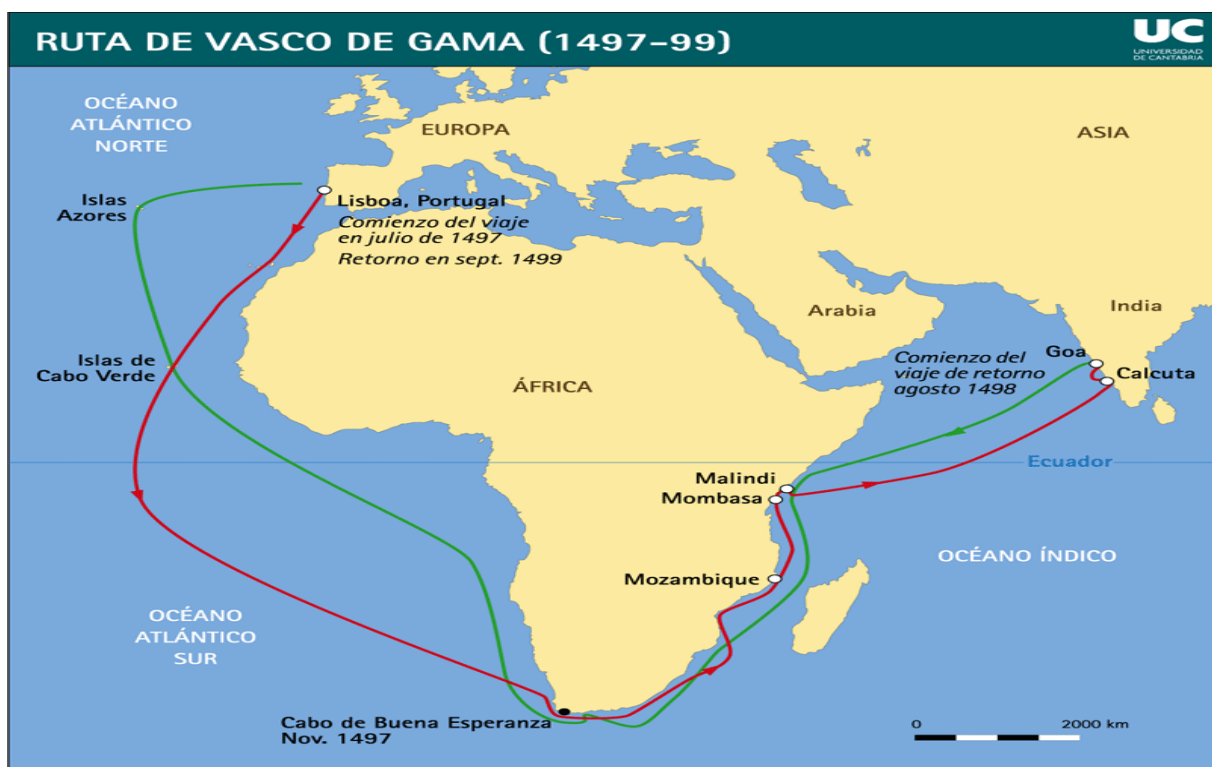 RUTA DE VASCO DE GAMA (1497–99)
UC
UNIVERSIDAD
DE CANTABRIA
OCÉANO
ATLÁNTICO
NORTE
EUROPA
ASIA
Islas
Azores
Lisboa, Portugal
Comienzo del viaje
en julio de 1497
Retorno en sept. 1499
Arabia
India
Islas de
Cabo Verde
ÁFRICA
Comienzo del
viaje de retorno
agosto 1498
Goa
Calcuta
Ecuador
Malindi
Mombasa
OCÉANO ÍNDICO
Mozambique
OCÉANO
ATLÁNTICO
SUR
Cabo de Buena Esperanza
Nov. 1497
0 2000 km